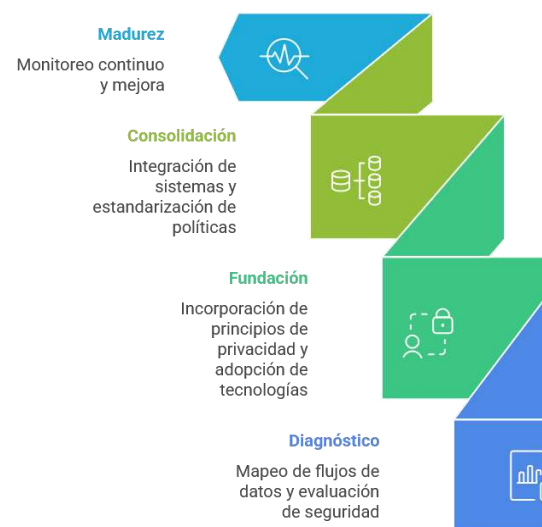 Madurez
Monitoreo continuo
y mejora
Consolidación
Integración de
sistemas y
estandarización de
políticas
Fundación
Incorporación de
principios de
privacidad y
adopción de
tecnologías
Diagnóstico
Mapeo de flujos de
datos y evaluación
de seguridad